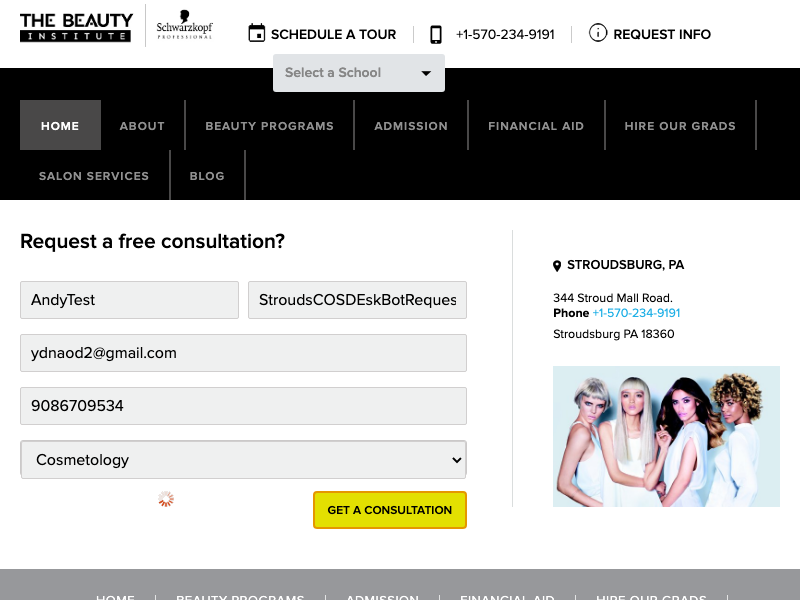 THE BEAUTY
INSTITUTE
Schwarzkopf
PROFESSIONAL
SCHEDULE A TOUR
+1-570-234-9191
REQUEST INFO
Select a School
HOME
ABOUT
BEAUTY PROGRAMS
ADMISSION
FINANCIAL AID
HIRE OUR GRADS
SALON SERVICES
BLOG
Request a free consultation?
AndyTest
StroudsCOSDEskBotReques
ydnaod2@gmail.com
9086709534
Cosmetology
GET A CONSULTATION
STROUDSBURG, PA
344 Stroud Mall Road.
Phone +1-570-234-9191
Stroudsburg PA 18360
HOME
BEAUTY PROGRAMS
ADMISSION
FINANCIAL AID
HIRE OUR GRADS